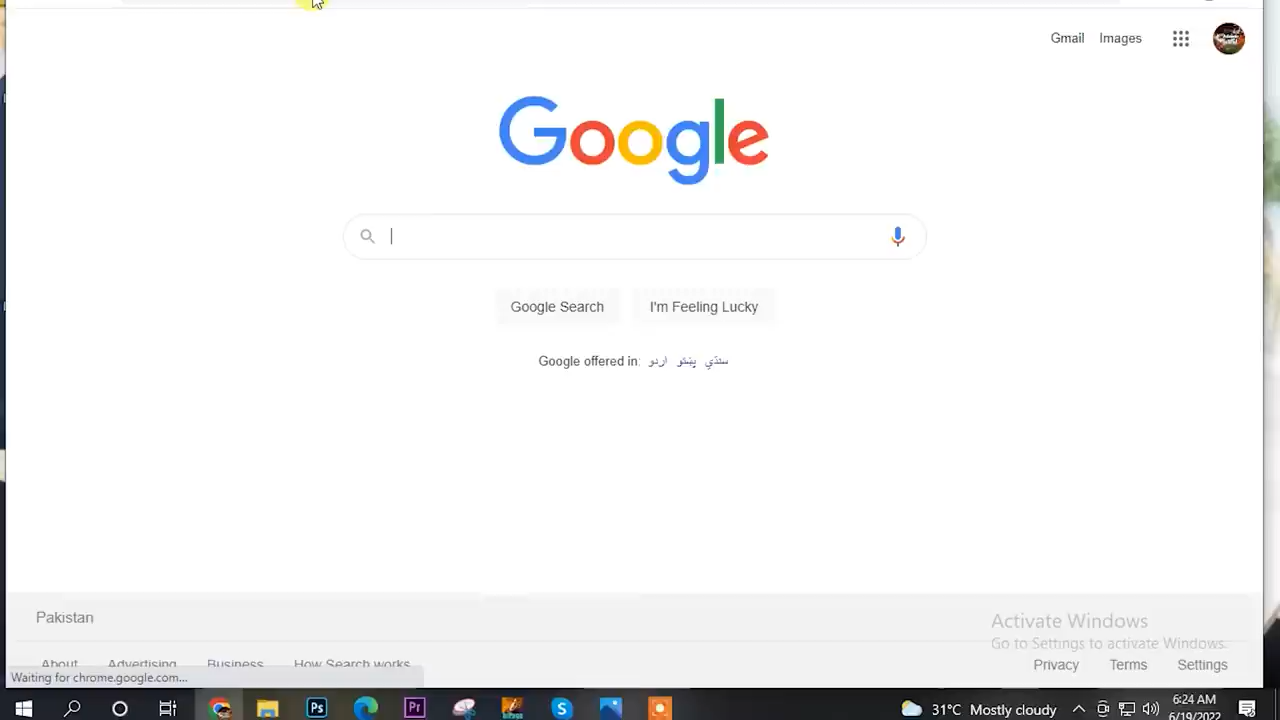 Gmail Images
Google
Google Search I'm Feeling Lucky
Google offered in: اردو پښتو سنڌي
Pakistan
Activate Windows
Go to Settings to activate Windows.
About Advertising Business How Search works Privacy Terms Settings
Waiting for chrome.google.com...
Ps Pr S
31°C Mostly cloudy
6:24 AM
6/19/2022